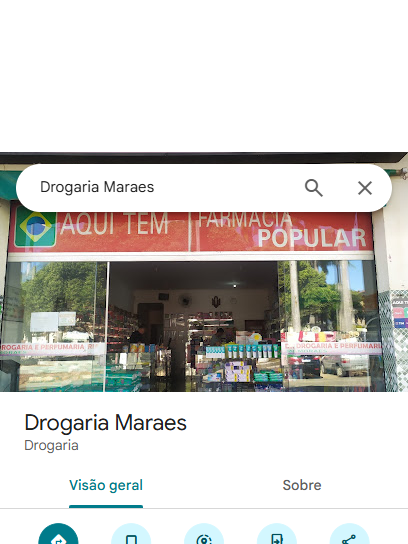 Drogaria Maraes
AQUI TEM
FARMÁCIA
POPULAR
DROGARIA E PERFUMARIA
DROGARIA E PERFUMARIA
Drogaria Maraes
Drogaria
Visão geral
Sobre